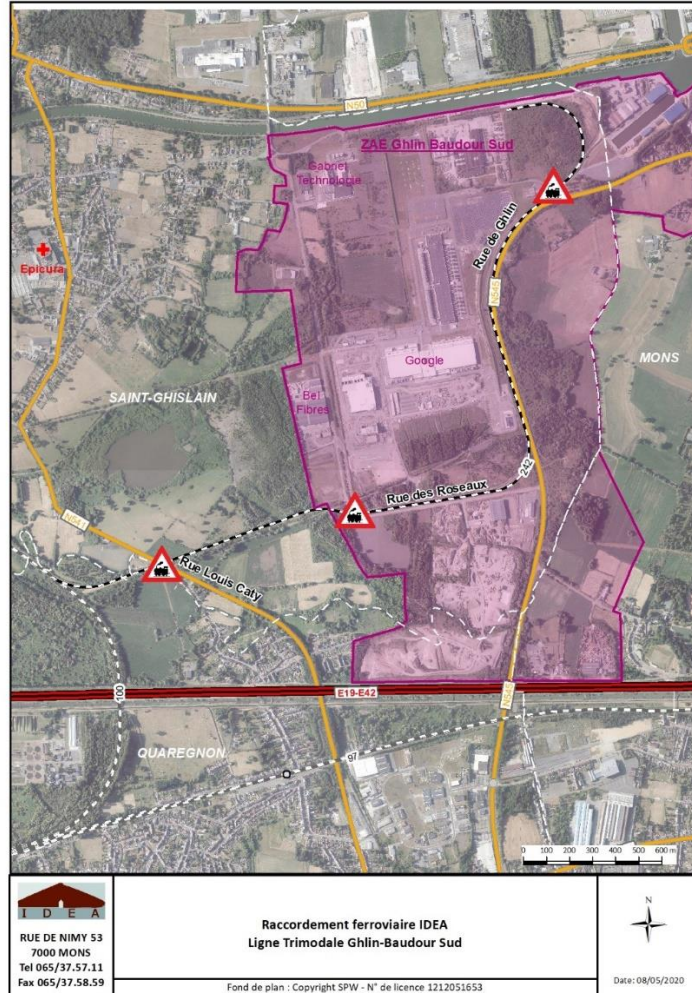 N50
ZAE Ghlin Baudour Sud
Gabriel
Technologie
Rue de Ghlin
Epicura
N545
Google
MONS
SAINT-GHISLAIN
Bel
Fibres
242
Rue des Roseaux
N541
Rue Louis Caty
100
E19-E42
N545
QUAREGNON
97
0 100 200 300 400 500 600 m
IDEA
RUE DE NIMY 53
7000 MONS
Tel 065/37.57.11
Fax 065/37.58.59
Raccordement ferroviaire IDEA
Ligne Trimodale Ghlin-Baudour Sud
Fond de plan : Copyright SPW - N° de licence 1212051653
N
Date: 08/05/2020